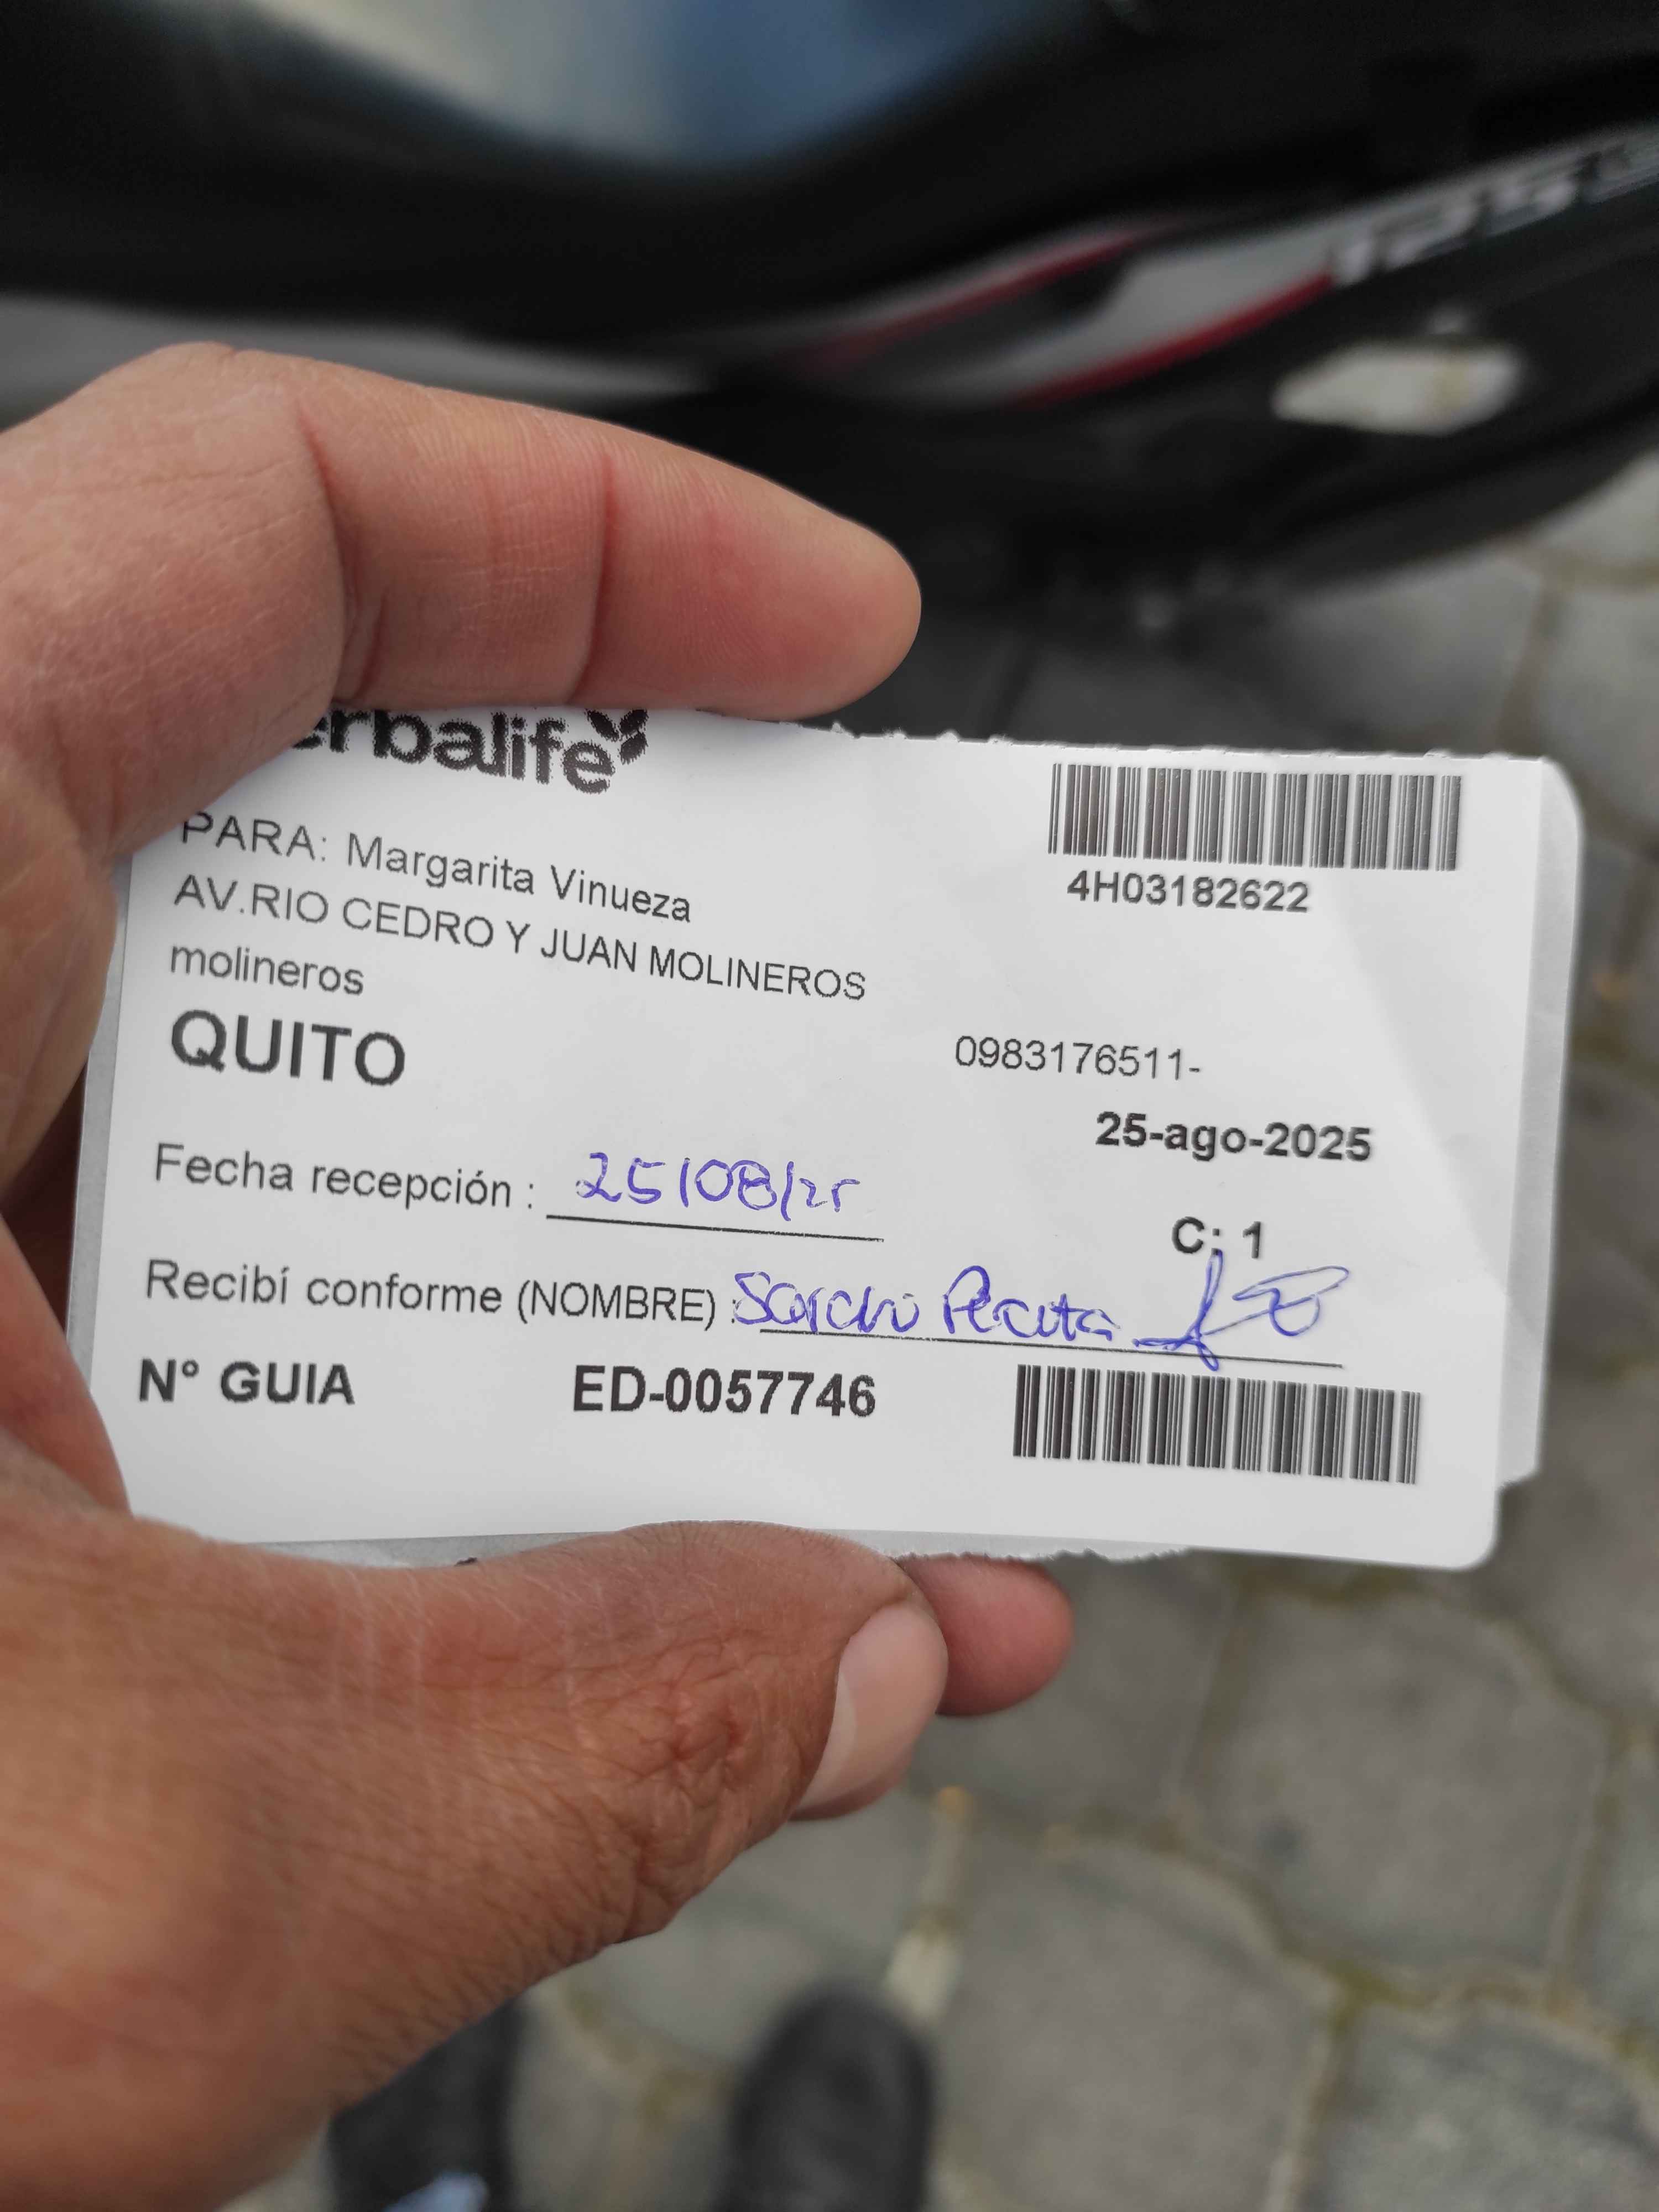 erbalife
4H03182622
PARA: Margarita Vinueza
AV.RIO CEDRO Y JUAN MOLINEROS
molineros
QUITO
0983176511-
25-ago-2025
Fecha recepción : 25/08/25
C: 1
Recibí conforme (NOMBRE) :
N° GUIA ED-0057746
125